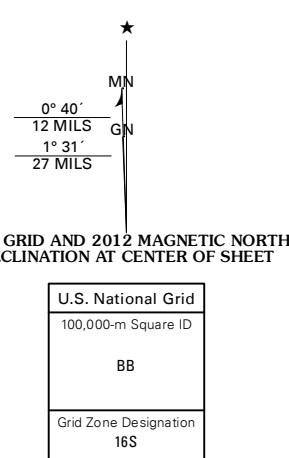 ★
MN
0° 40´
12 MILS
GN
1° 31´
27 MILS
GRID AND 2012 MAGNETIC NORTH
CLINATION AT CENTER OF SHEET
U.S. National Grid
100,000-m Square ID
BB
Grid Zone Designation
16S